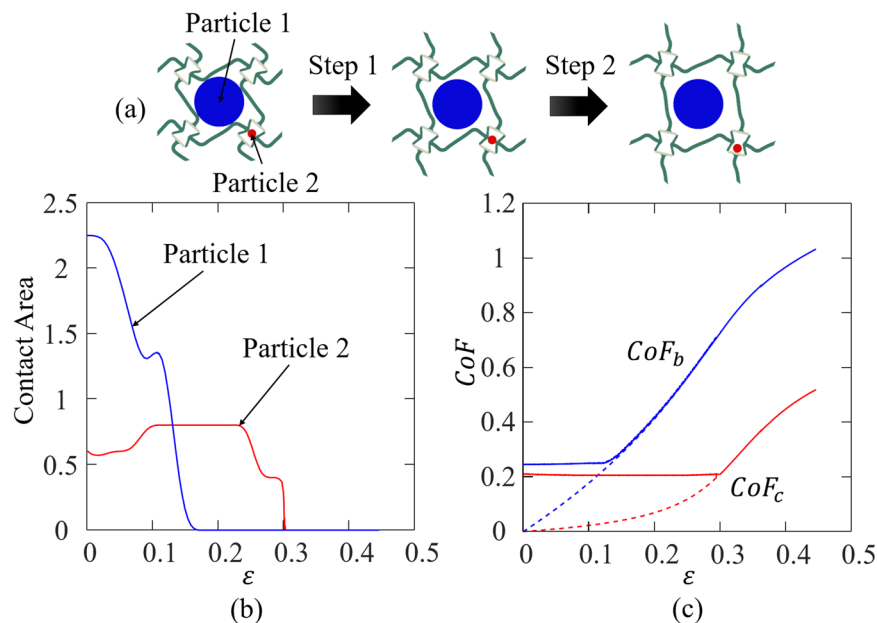 Particle 1
Step 1
Step 2
(a)
Particle 2
2.5
2
1.5
1
0.5
0
Contact Area
Particle 1
Particle 2
0
0.1
0.2
0.3
0.4
0.5
ε
(b)
1.2
1
0.8
0.6
0.4
0.2
0
CoF
CoF_b
CoF_c
0
0.1
0.2
0.3
0.4
0.5
ε
(c)